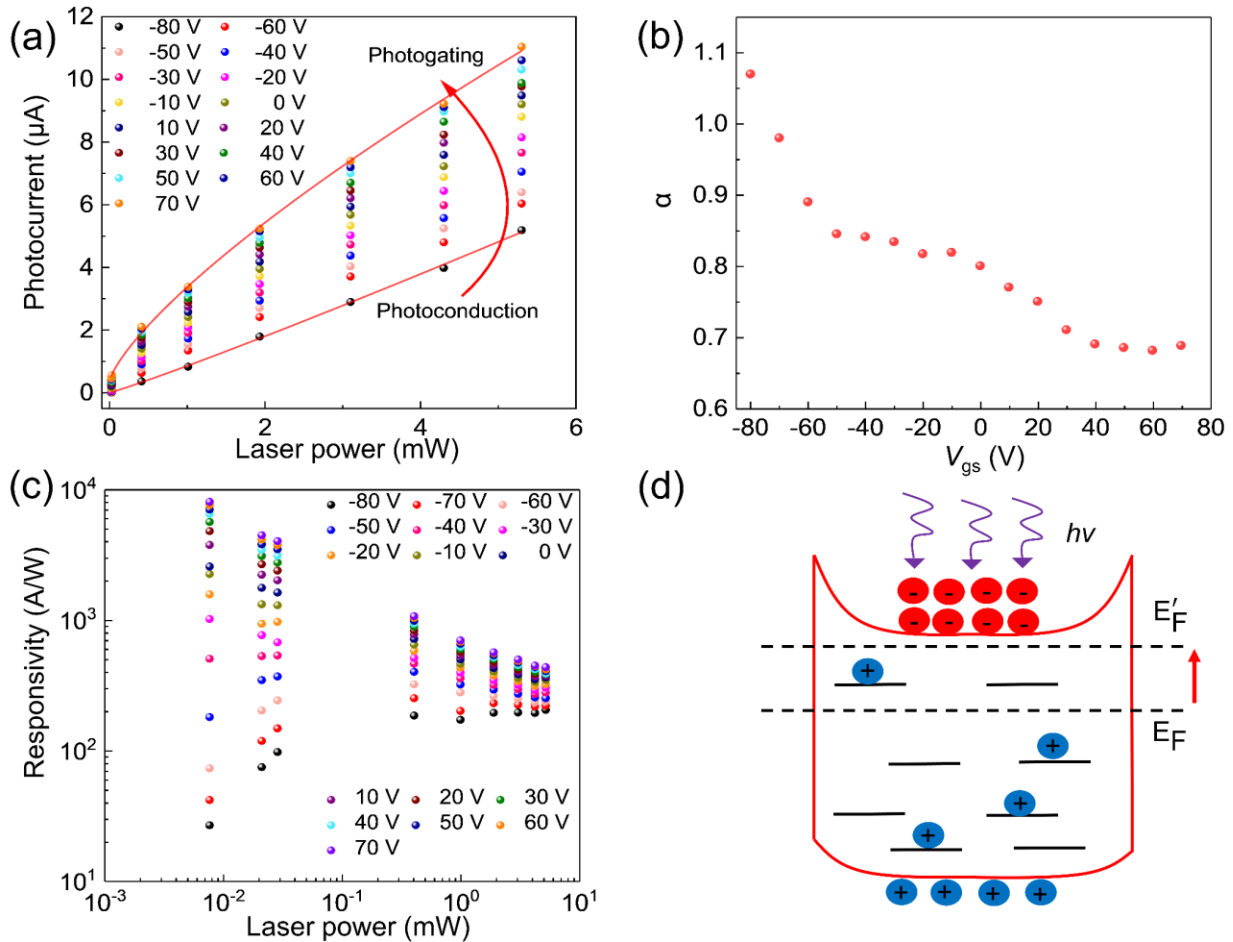 (a)
-80 V -60 V
-50 V -40 V
-30 V -20 V
-10 V 0 V
10 V 20 V
30 V 40 V
50 V 60 V
70 V
Photogating
Photoconduction
Photocurrent (μA)
12
10
8
6
4
2
0
0 2 4 6
Laser power (mW)
(b)
α
1.1
1.0
0.9
0.8
0.7
0.6
-80 -60 -40 -20 0 20 40 60 80
Vgs (V)
(c)
Responsivity (A/W)
10⁴
10³
10²
10¹
-80 V -70 V -60 V
-50 V -40 V -30 V
-20 V -10 V 0 V
10 V 20 V 30 V
40 V 50 V 60 V
70 V
10⁻³ 10⁻² 10⁻¹ 10⁰ 10¹
Laser power (mW)
(d)
hν
- - - -
- - - -
E′F
+
EF
+
+
+
+ + + +